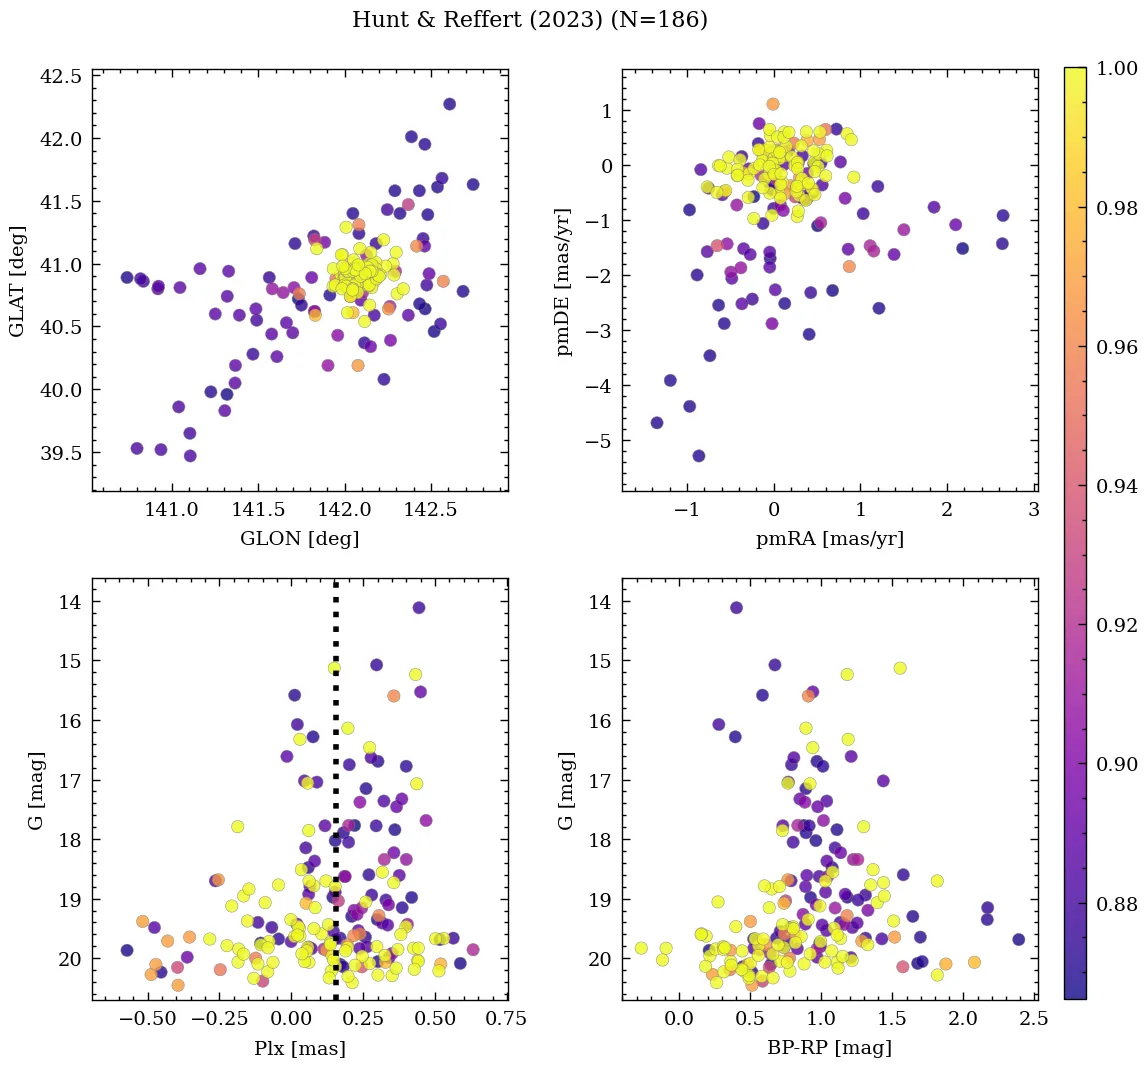 Hunt & Reffert (2023) (N=186)
42.5
42.0
41.5
41.0
40.5
40.0
39.5
GLAT [deg]
141.0 141.5 142.0 142.5
GLON [deg]
1
0
−1
−2
−3
−4
−5
pmDE [mas/yr]
−1 0 1 2 3
pmRA [mas/yr]
1.00
0.98
0.96
0.94
0.92
0.90
0.88
14
15
16
17
18
19
20
G [mag]
−0.50 −0.25 0.00 0.25 0.50 0.75
Plx [mas]
14
15
16
17
18
19
20
G [mag]
0.0 0.5 1.0 1.5 2.0 2.5
BP-RP [mag]